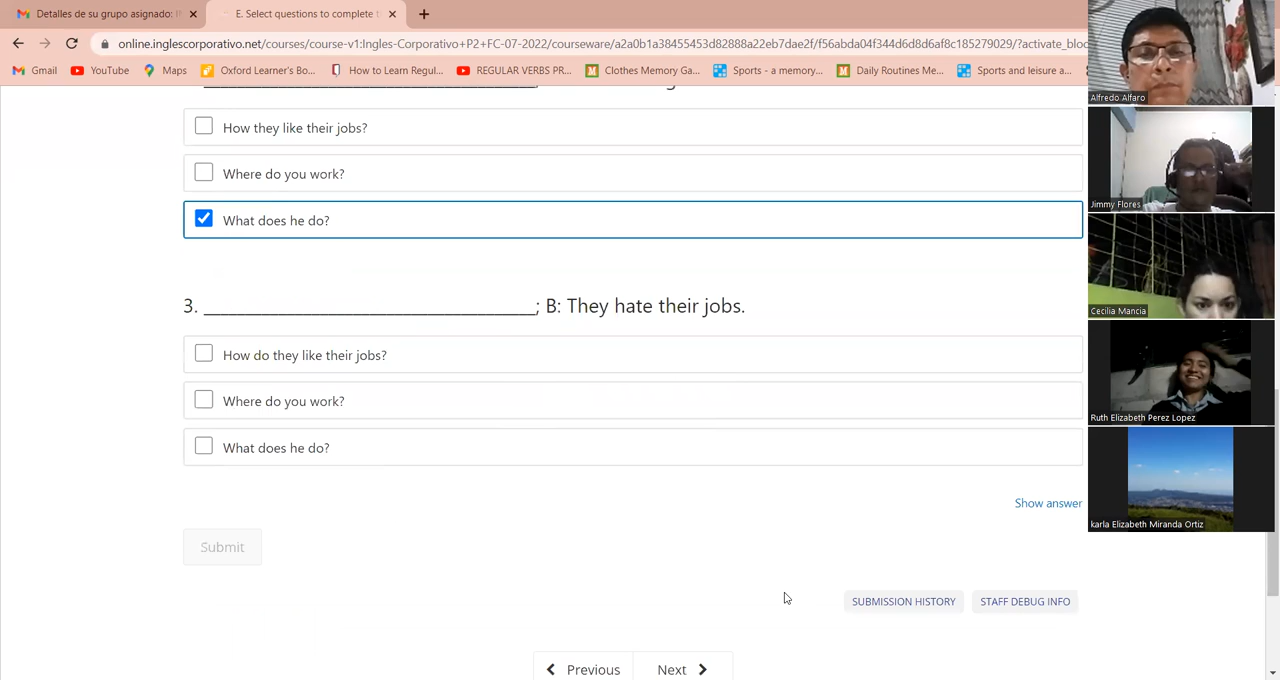 Detalles de su grupo asignado: I
E. Select questions to complete t
online.inglescorporativo.net/courses/course-v1:Ingles-Corporativo+P2+FC-07-2022/courseware/a2a0b1a38455453d82888a22eb7dae2f/f56abda04f344d6d8d6af8c185279029/?activate_bloc
Gmail
YouTube
Maps
Oxford Learner's Bo...
How to Learn Regul...
REGULAR VERBS PR...
Clothes Memory Ga...
Sports - a memory...
Daily Routines Me...
Sports and leisure a...
How they like their jobs?
Where do you work?
What does he do?
3. ________________________________; B: They hate their jobs.
How do they like their jobs?
Where do you work?
What does he do?
Show answer
Submit
SUBMISSION HISTORY
STAFF DEBUG INFO
Previous
Next
Alfredo Alfaro
Jimmy Flores
Cecilia Mancia
Ruth Elizabeth Perez Lopez
karla Elizabeth Miranda Ortiz